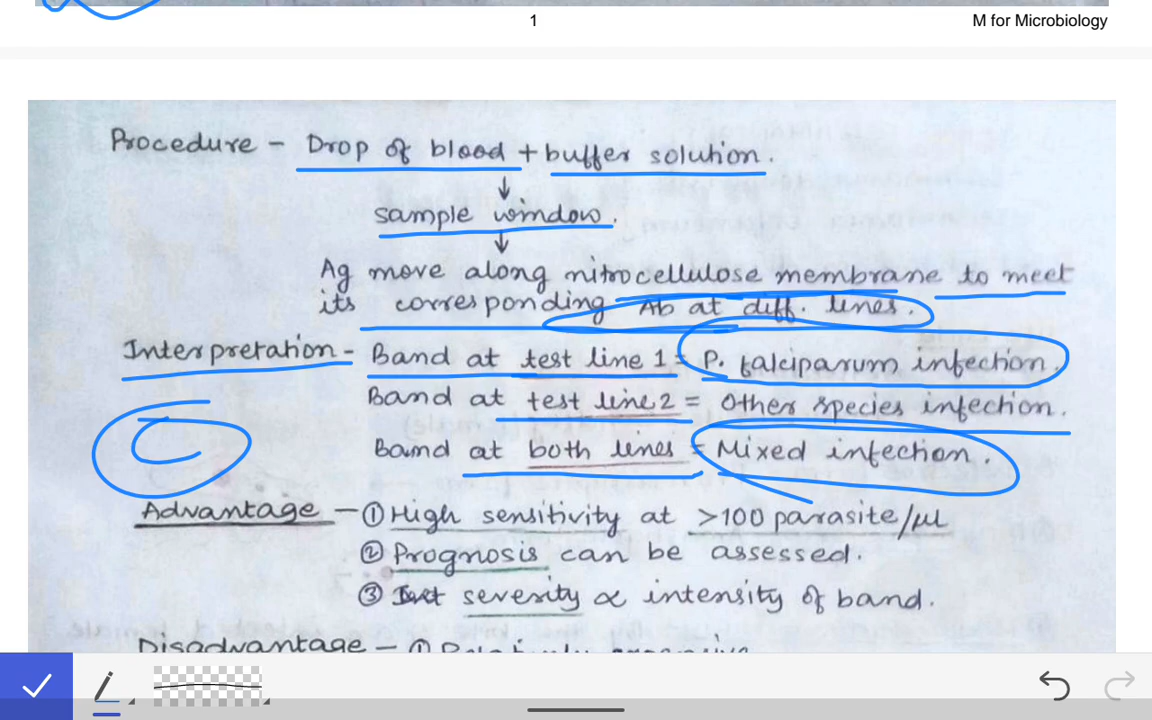 1
M for Microbiology
Procedure - Drop of blood + buffer solution.
↓
sample window.
↓
Ag move along nitrocellulose membrane to meet
its corresponding Ab at diff. lines.
Interpretation - Band at test line 1 = P. falciparum infection.
Band at test line 2 = Other species infection.
Band at both lines = Mixed infection.
Advantage - ① High sensitivity at >100 parasite/μL
② Prognosis can be assessed.
③ severity ∝ intensity of band.
Disadvantage - ① Relatively expensive